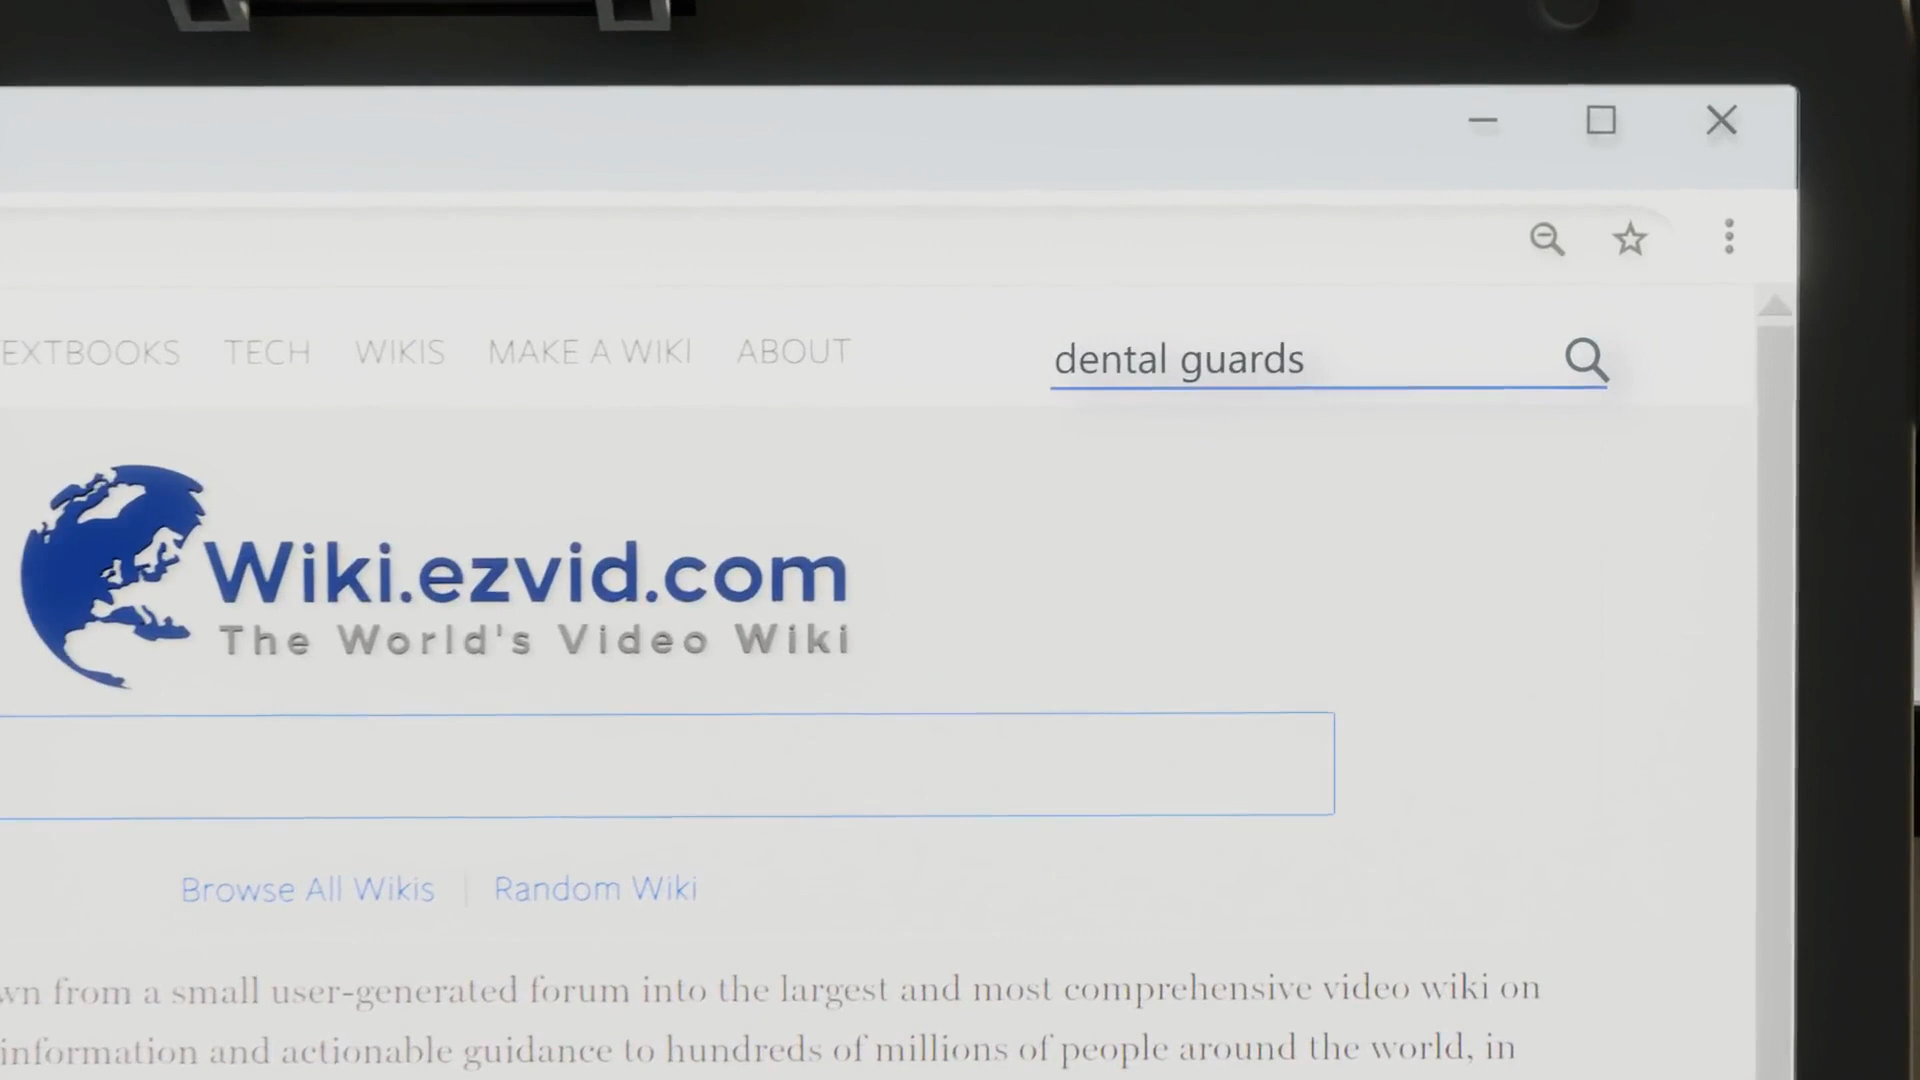 TECH WIKIS MAKE A WIKI ABOUT
dental guards
Wiki.ezvid.com
The World's Video Wiki
Browse All Wikis | Random Wiki
from a small user-generated forum into the largest and most comprehensive video wiki on
information and actionable guidance to hundreds of millions of people around the world, in